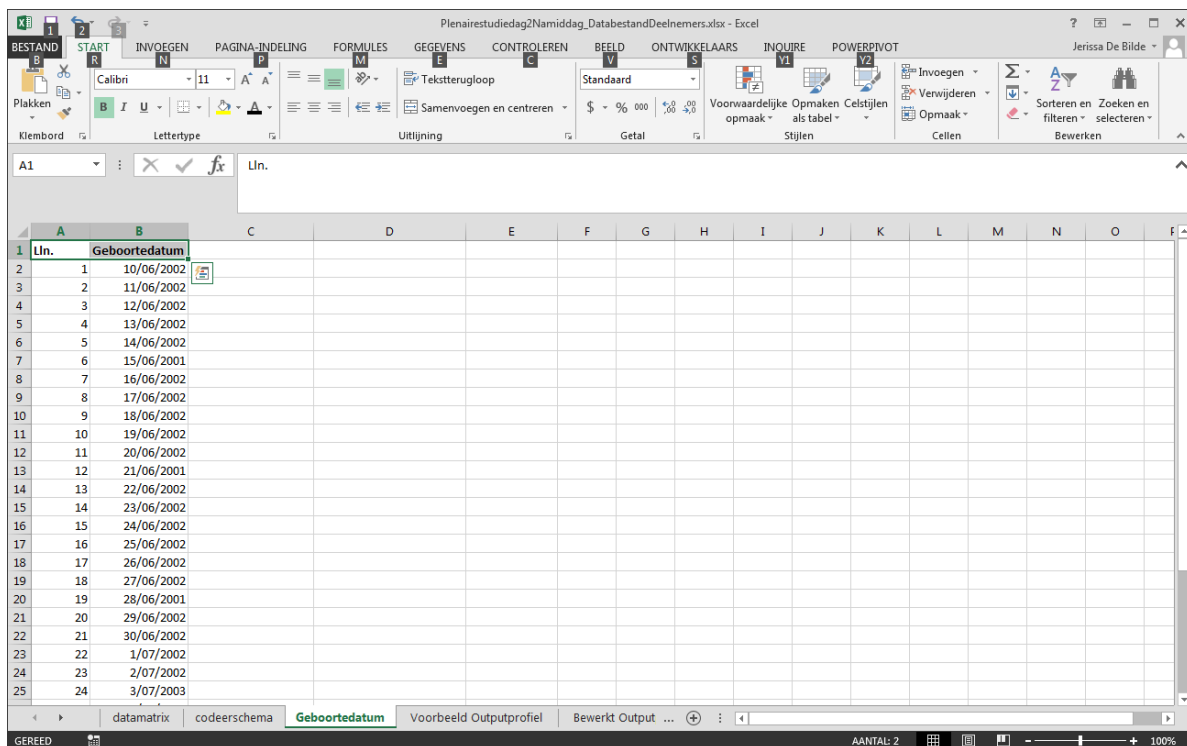 Plenairestudiedag2Namiddag_DatabestandDeelnemers.xlsx - Excel
?
1 2 3
BESTAND START INVOEGEN PAGINA-INDELING FORMULES GEGEVENS CONTROLEREN BEELD ONTWIKKELAARS INQUIRE POWERPIVOT Jerissa De Bilde
B R N P M E C V S Y1 Y2
Plakken
Klembord
Calibri 11
B I U
Lettertype
Tekstterugloop
Samenvoegen en centreren
Uitlijning
Standaard
$ % 000 ,00
Getal
Voorwaardelijke opmaak
Opmaken als tabel
Celstijlen
Stijlen
Invoegen
Verwijderen
Opmaak
Cellen
Sorteren en filteren
Zoeken en selecteren
Bewerken
A1 fx Lln.
A B C D E F G H I J K L M N O
1 Lln. Geboortedatum
2 1 10/06/2002
3 2 11/06/2002
4 3 12/06/2002
5 4 13/06/2002
6 5 14/06/2002
7 6 15/06/2001
8 7 16/06/2002
9 8 17/06/2002
10 9 18/06/2002
11 10 19/06/2002
12 11 20/06/2002
13 12 21/06/2001
14 13 22/06/2002
15 14 23/06/2002
16 15 24/06/2002
17 16 25/06/2002
18 17 26/06/2002
19 18 27/06/2002
20 19 28/06/2001
21 20 29/06/2002
22 21 30/06/2002
23 22 1/07/2002
24 23 2/07/2002
25 24 3/07/2003
datamatrix codeerschema Geboortedatum Voorbeeld Outputprofiel Bewerkt Output ...
GEREED AANTAL: 2 100%